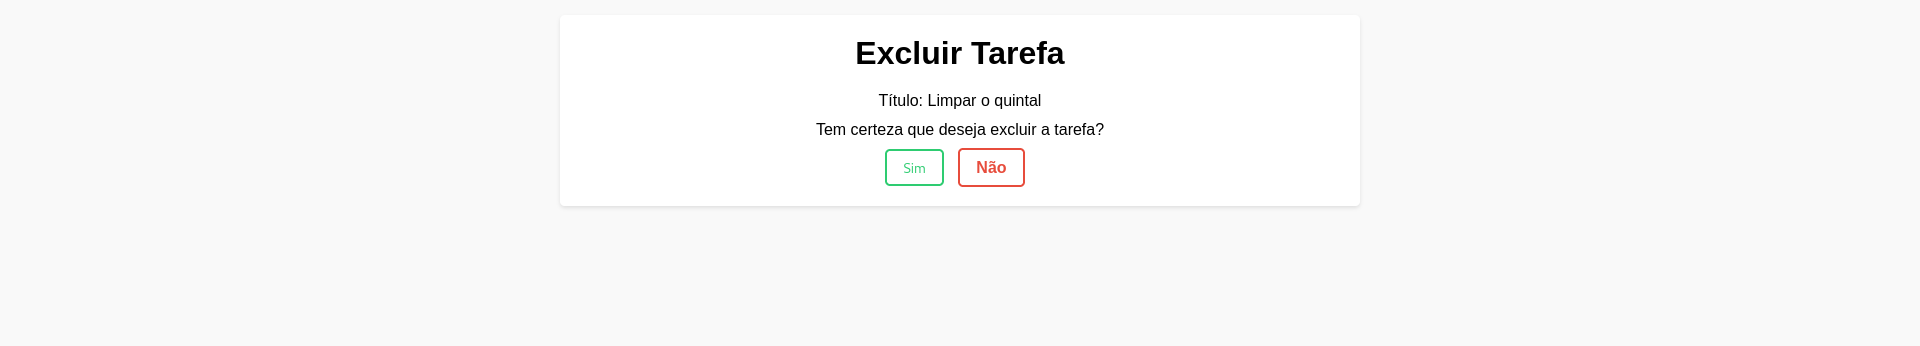 Excluir Tarefa
Título: Limpar o quintal
Tem certeza que deseja excluir a tarefa?
Sim Não